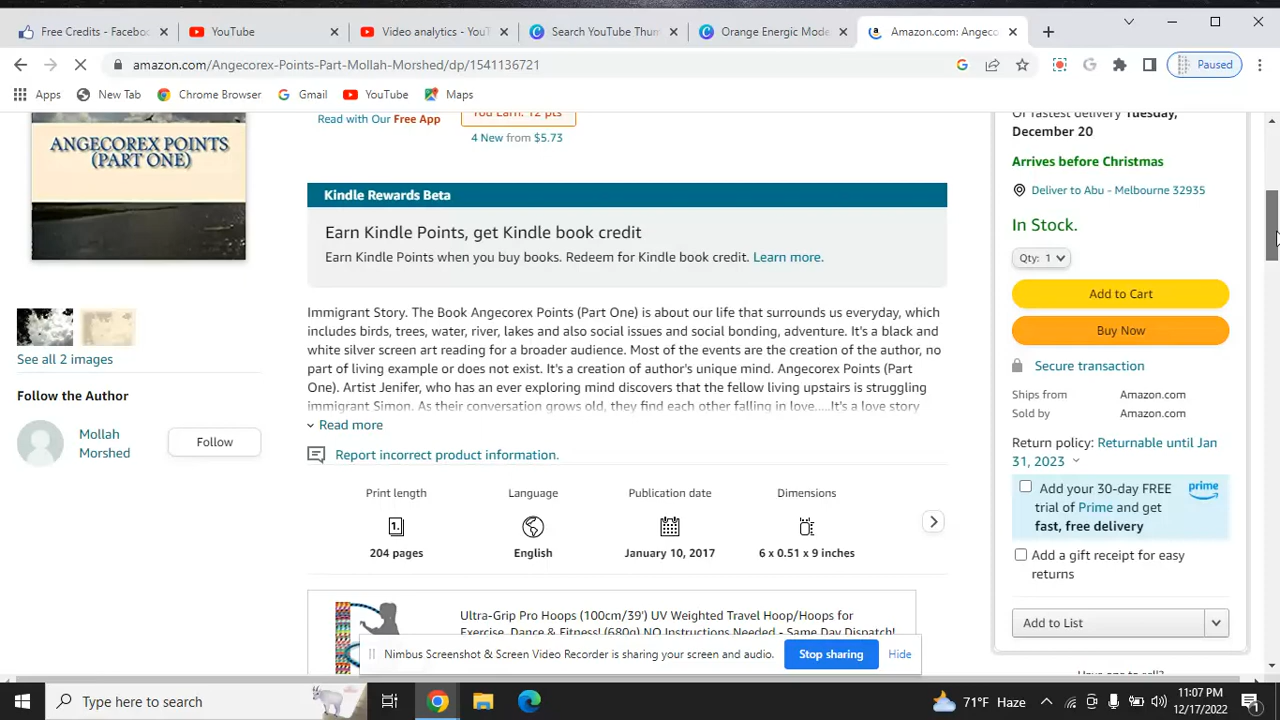 Free Credits - Facebo
YouTube
Video analytics - YouT
Search YouTube Thum
Orange Energic Mode
Amazon.com: Angeco
amazon.com/Angecorex-Points-Part-Mollah-Morshed/dp/1541136721
Paused
Apps
New Tab
Chrome Browser
Gmail
YouTube
Maps
ANGECOREX POINTS
(PART ONE)
See all 2 images
Follow the Author
Mollah
Morshed
Follow
Read with Our Free App
You Earn: 12 pts
4 New from $5.73
Kindle Rewards Beta
Earn Kindle Points, get Kindle book credit
Earn Kindle Points when you buy books. Redeem for Kindle book credit. Learn more.
Immigrant Story. The Book Angecorex Points (Part One) is about our life that surrounds us everyday, which
includes birds, trees, water, river, lakes and also social issues and social bonding, adventure. It's a black and
white silver screen art reading for a broader audience. Most of the events are the creation of the author, no
part of living example or does not exist. It's a creation of author's unique mind. Angecorex Points (Part
One). Artist Jenifer, who has an ever exploring mind discovers that the fellow living upstairs is struggling
immigrant Simon. As their conversation grows old, they find each other falling in love.....It's a love story
Read more
Report incorrect product information.
Print length
204 pages
Language
English
Publication date
January 10, 2017
Dimensions
6 x 0.51 x 9 inches
Ultra-Grip Pro Hoops (100cm/39') UV Weighted Travel Hoop/Hoops for
Exercise, Dance & Fitness! (680g) NO Instructions Needed - Same Day Dispatch!
Or fastest delivery Tuesday,
December 20
Arrives before Christmas
Deliver to Abu - Melbourne 32935
In Stock.
Qty: 1
Add to Cart
Buy Now
Secure transaction
Ships from Amazon.com
Sold by Amazon.com
Return policy: Returnable until Jan
31, 2023
Add your 30-day FREE
trial of Prime and get
fast, free delivery
prime
Add a gift receipt for easy
returns
Add to List
Have one to sell?
Nimbus Screenshot & Screen Video Recorder is sharing your screen and audio.
Stop sharing
Hide
Type here to search
71°F Haze
11:07 PM
12/17/2022
1